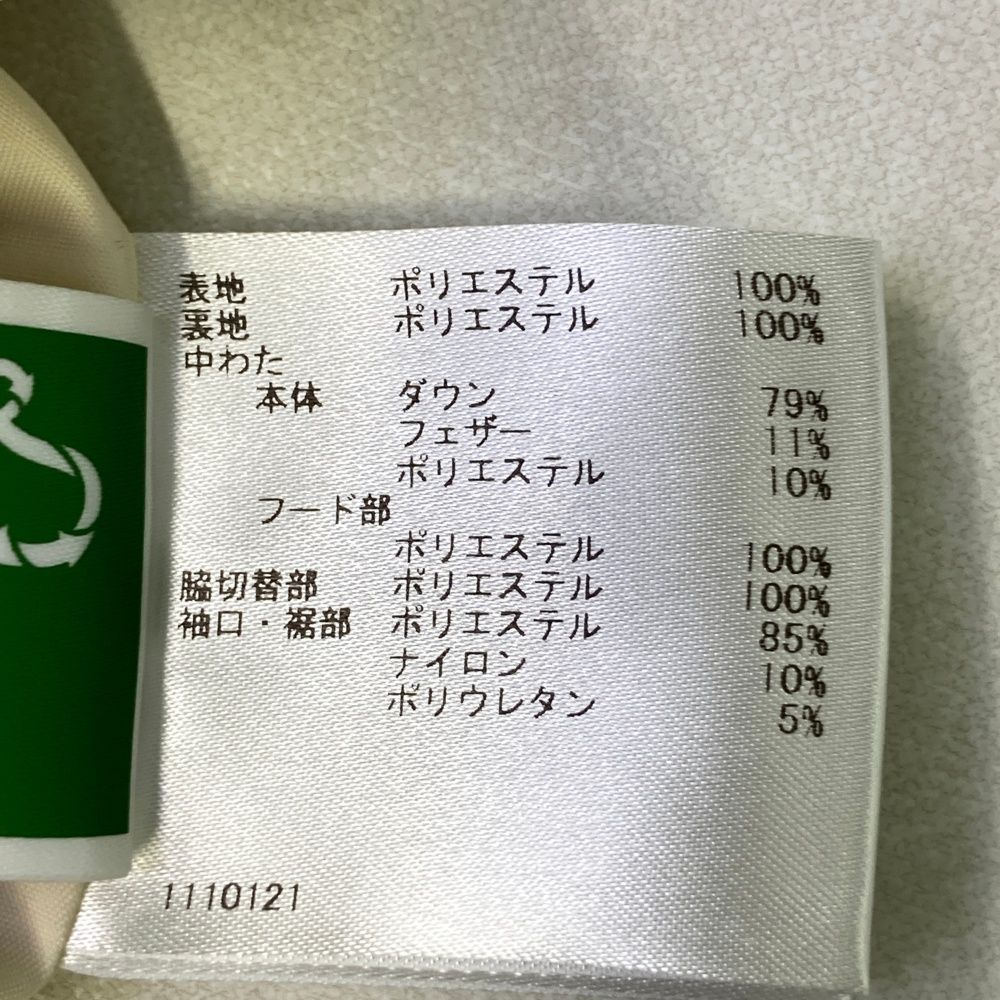 表地 ポリエステル 100%
裏地 ポリエステル 100%
中わた
本体 ダウン 79%
フェザー 11%
ポリエステル 10%
フード部
ポリエステル 100%
脇切替部 ポリエステル 100%
袖口・裾部 ポリエステル 85%
ナイロン 10%
ポリウレタン 5%
1110121